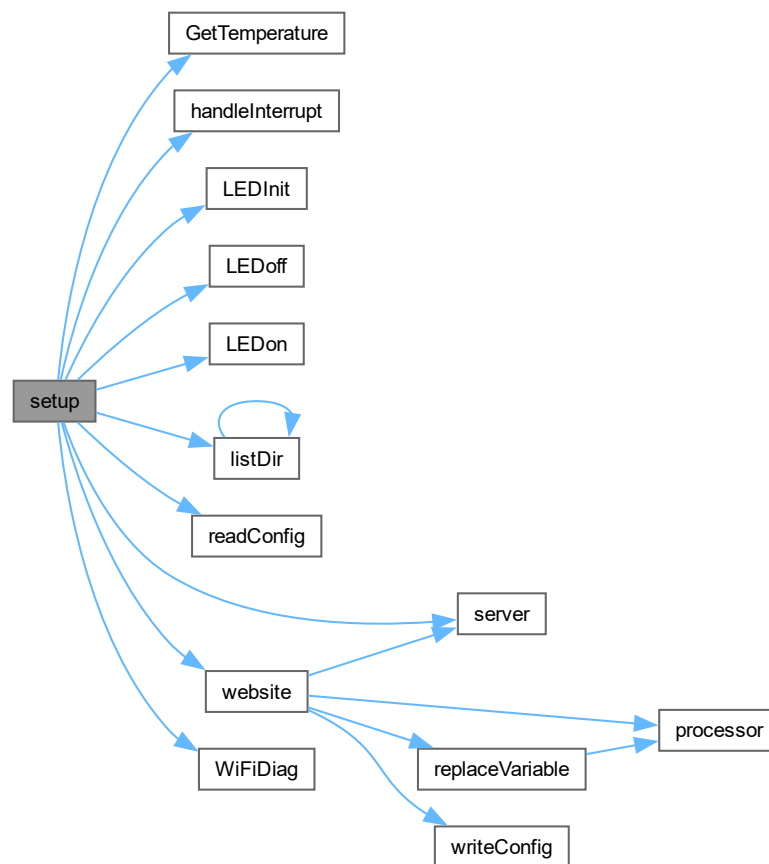 GetTemperature
handleInterrupt
LEDInit
LEDoff
LEDon
setup
listDir
readConfig
server
website
processor
WiFiDiag
replaceVariable
writeConfig